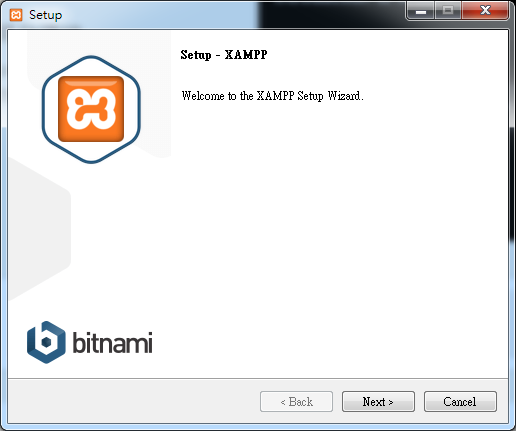 Setup
Setup - XAMPP
Welcome to the XAMPP Setup Wizard.
bitnami
< Back
Next >
Cancel